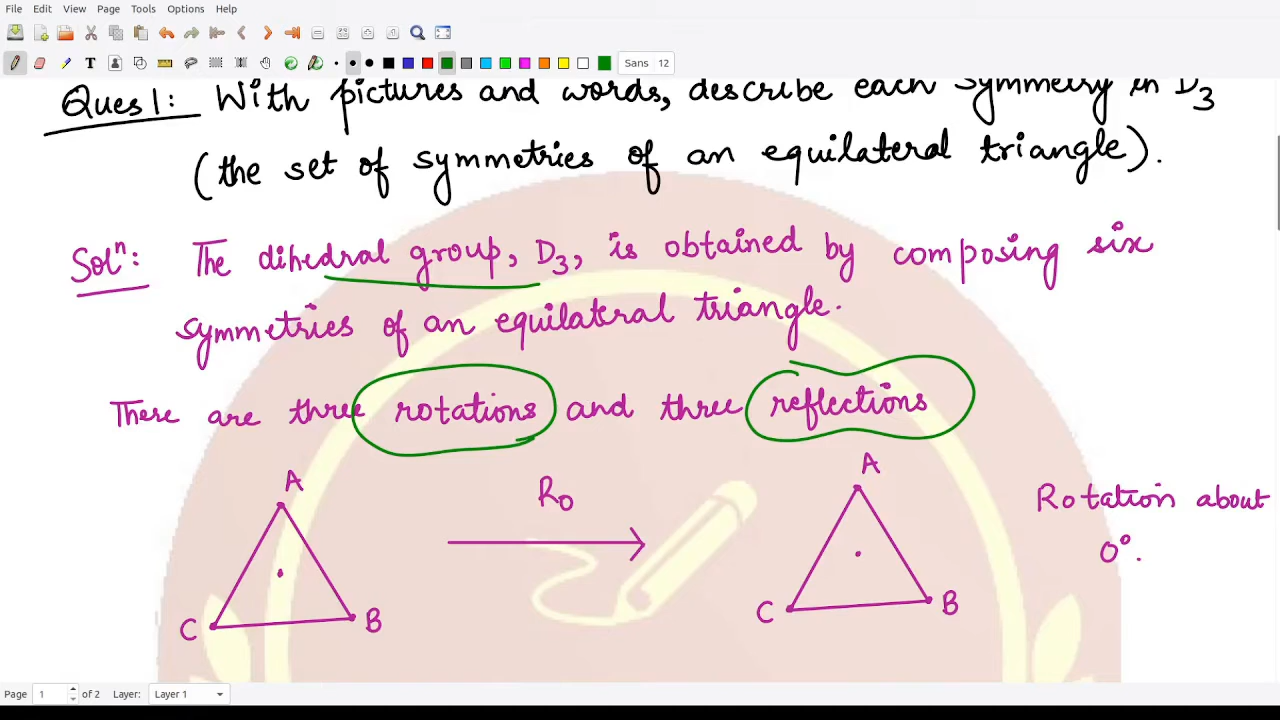 File Edit View Page Tools Options Help
Sans 12
Ques 1: With pictures and words, describe each symmetry in D3
(the set of symmetries of an equilateral triangle).
Solⁿ: The dihedral group, D3, is obtained by composing six
symmetries of an equilateral triangle.
There are three rotations and three reflections
A
R0
A
Rotation about
0°.
C B
C B
Page 1 of 2 Layer: Layer 1